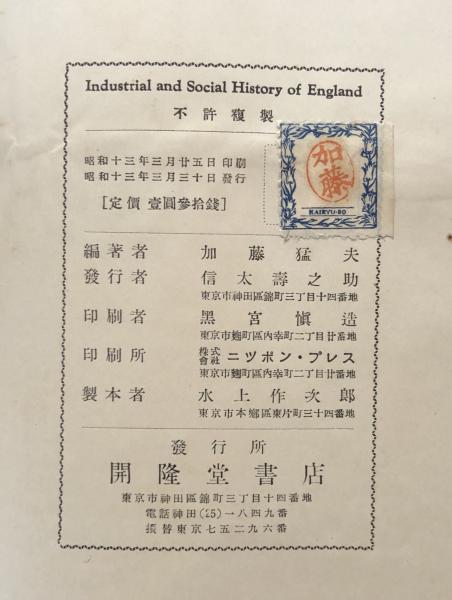 Industrial and Social History of England
不許複製
加藤
KAIRYU-DO
昭和十三年三月廿五日 印刷
昭和十三年三月三十日 發行
[定價 壹圓參拾錢]
編著者 加藤猛夫
發行者 信太壽之助
東京市神田區錦町三丁目十四番地
印刷者 黑宮愼造
東京市麹町區內幸町二丁目廿番地
印刷所 株式會社 ニツポン・プレス
東京市麹町區內幸町二丁目廿番地
製本者 水上作次郎
東京市本鄕區東片町三十四番地
發行所
開隆堂書店
東京市神田區錦町三丁目十四番地
電話神田(25)一八四九番
振替東京七五二九六番